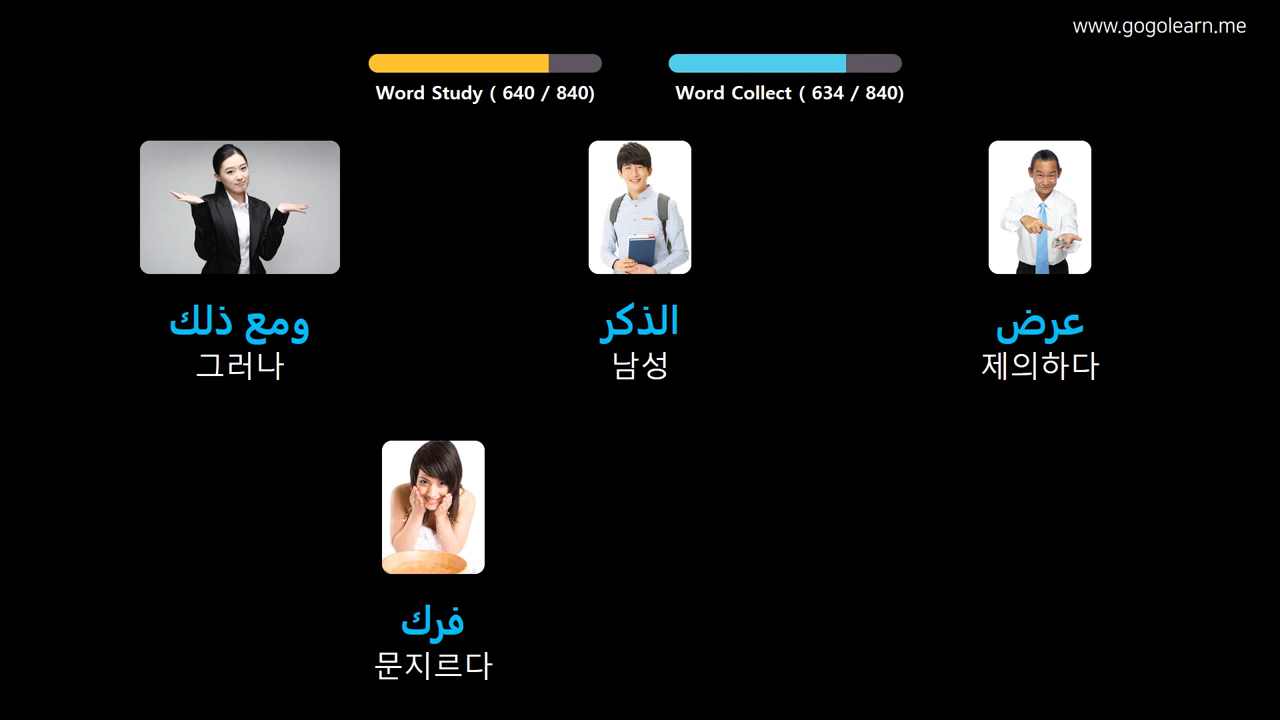 www.gogolearn.me
Word Study ( 640 / 840)
Word Collect ( 634 / 840)
ومع ذلك
그러나
الذكر
남성
عرض
제의하다
فرك
문지르다